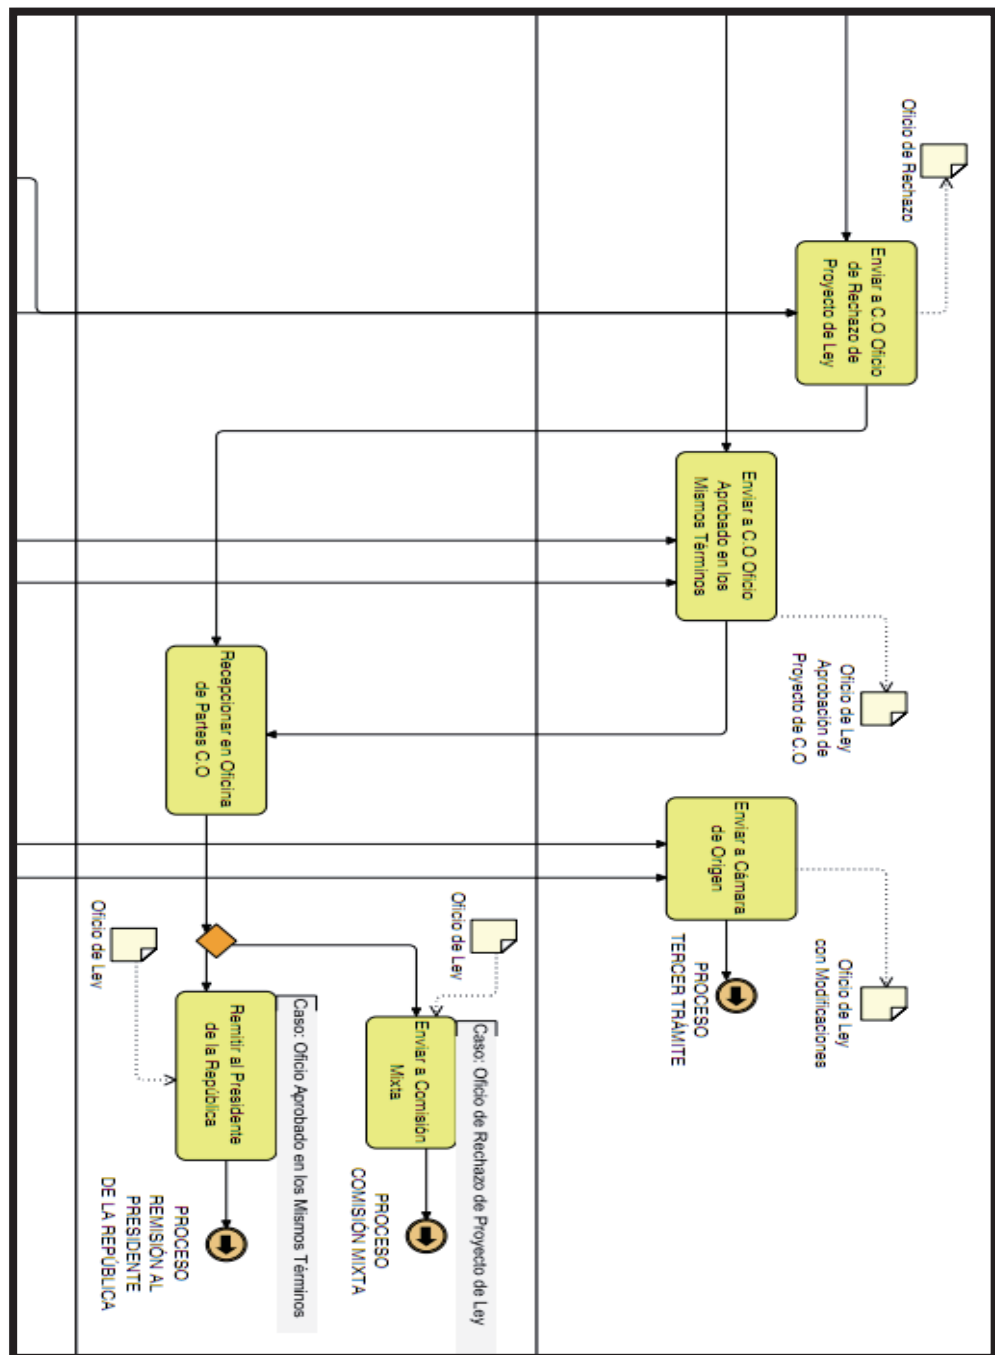 Oficio de Rechazo
Enviar a C.O Oficio
de Rechazo de
Proyecto de Ley
Enviar a C.O Oficio
Aprobado en los
Mismos Términos
Oficio de Ley
Aprobación de
Proyecto de C.O
Enviar a Cámara
de Origen
Oficio de Ley
con Modificaciones
PROCESO
TERCER TRÁMITE
Recepcionar en Oficina
de Partes C.O
Oficio de Ley
Caso: Oficio de Rechazo de Proyecto de Ley
Enviar a Comisión
Mixta
PROCESO
COMISIÓN MIXTA
Caso: Oficio Aprobado en los Mismos Términos
Oficio de Ley
Remitir al Presidente
de la República
PROCESO
REMISIÓN AL
PRESIDENTE
DE LA REPÚBLICA